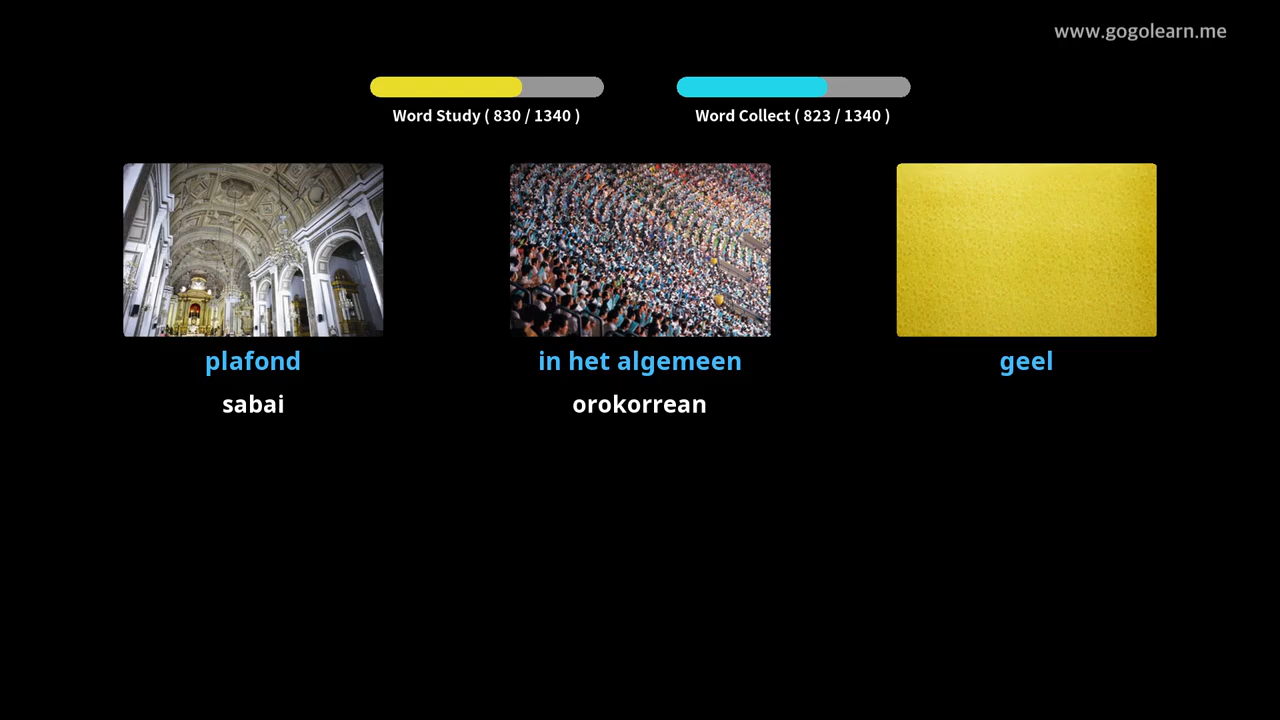 www.gogolearn.me
Word Study ( 830 / 1340 )
Word Collect ( 823 / 1340 )
plafond
in het algemeen
geel
sabai
orokorrean